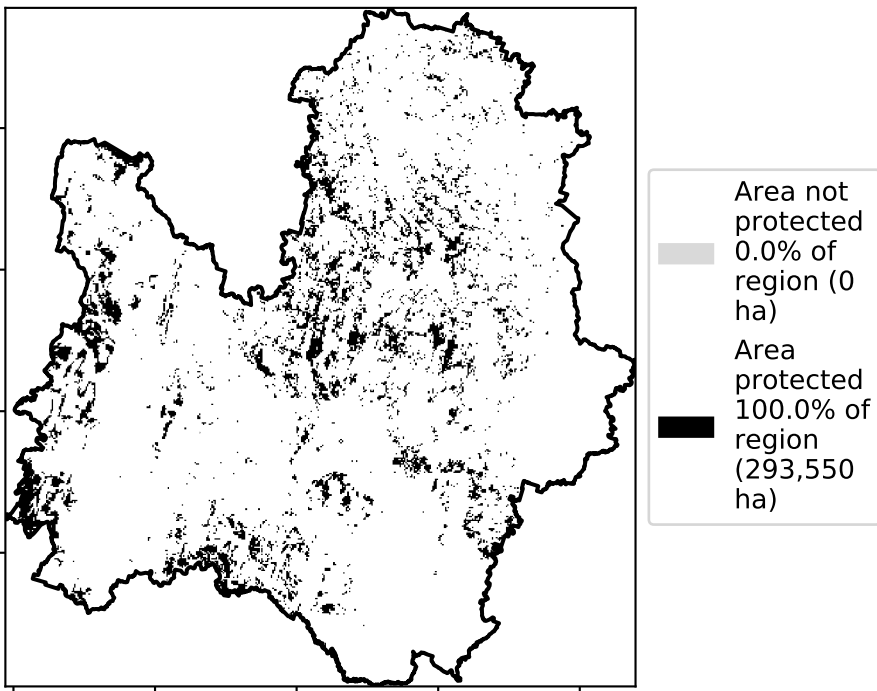 Area not
protected
0.0% of
region (0
ha)
Area
protected
100.0% of
region
(293,550
ha)